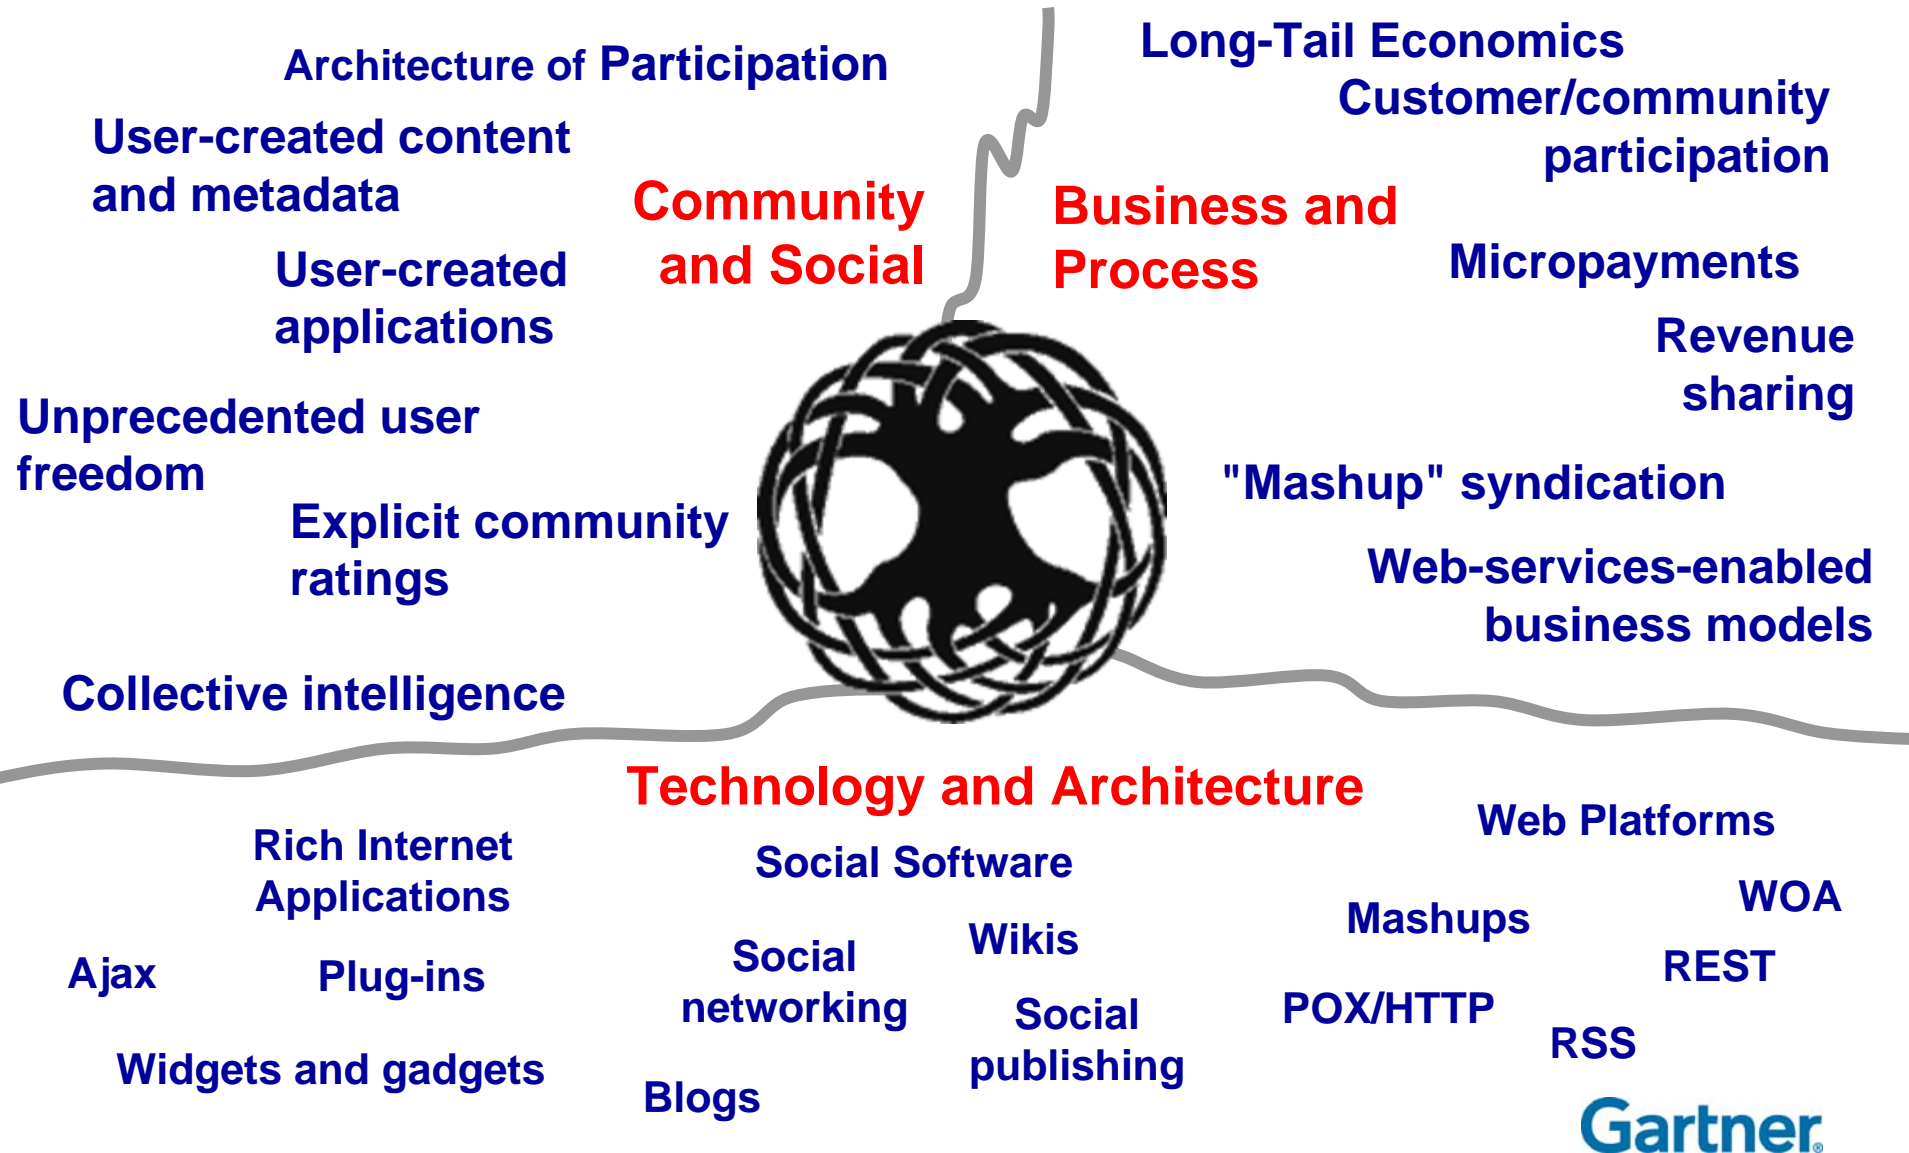 Architecture of Participation
User-created content
and metadata
Community
and Social
User-created
applications
Unprecedented user
freedom
Explicit community
ratings
Collective intelligence
Long-Tail Economics
Customer/community
participation
Business and
Process
Micropayments
Revenue
sharing
"Mashup" syndication
Web-services-enabled
business models
Technology and Architecture
Rich Internet
Applications
Ajax
Plug-ins
Widgets and gadgets
Social Software
Wikis
Social
networking
Social
publishing
Blogs
Web Platforms
WOA
Mashups
REST
POX/HTTP
RSS
Gartner®